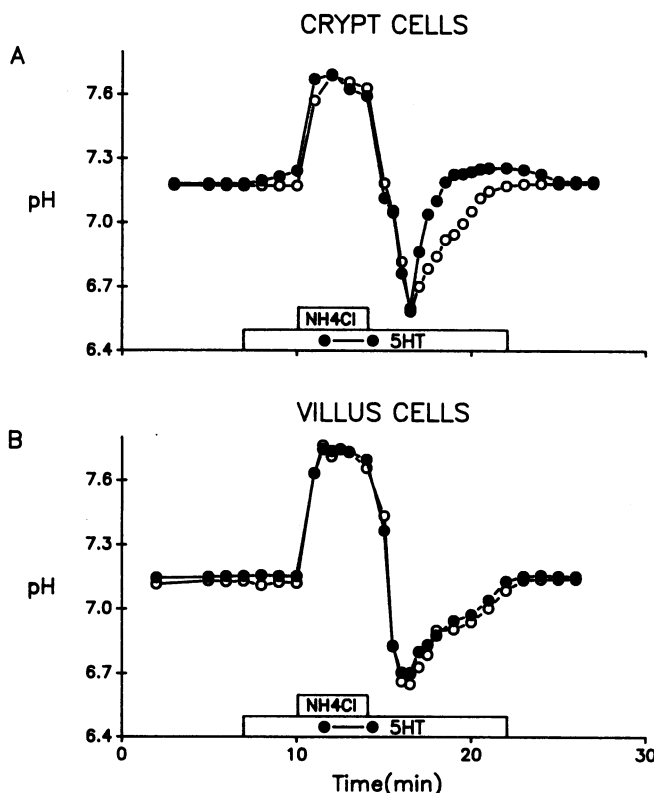 CRYPT CELLS
A
7.6
7.3
pH
7.0
6.7
NH4Cl
5HT
6.4
VILLUS CELLS
B
7.6
7.3
pH
7.0
6.7
NH4Cl
5HT
6.4
0 10 20 30
Time(min)